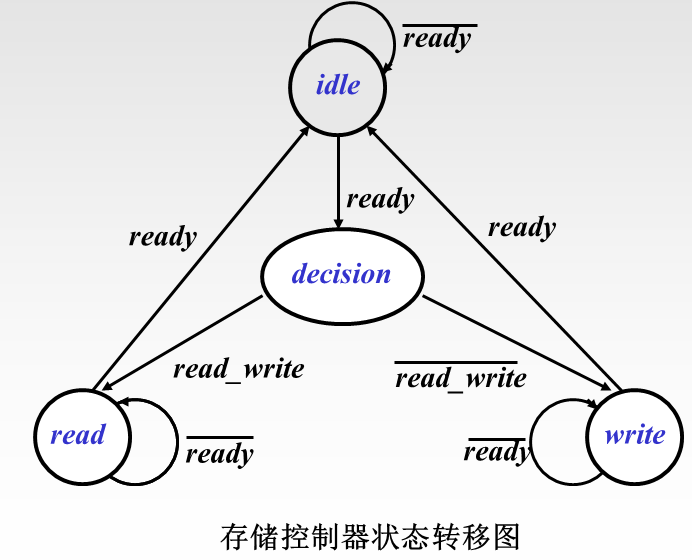 ready
idle
ready
ready
ready
decision
read_write
read_write
read
ready
ready
write
存储控制器状态转移图